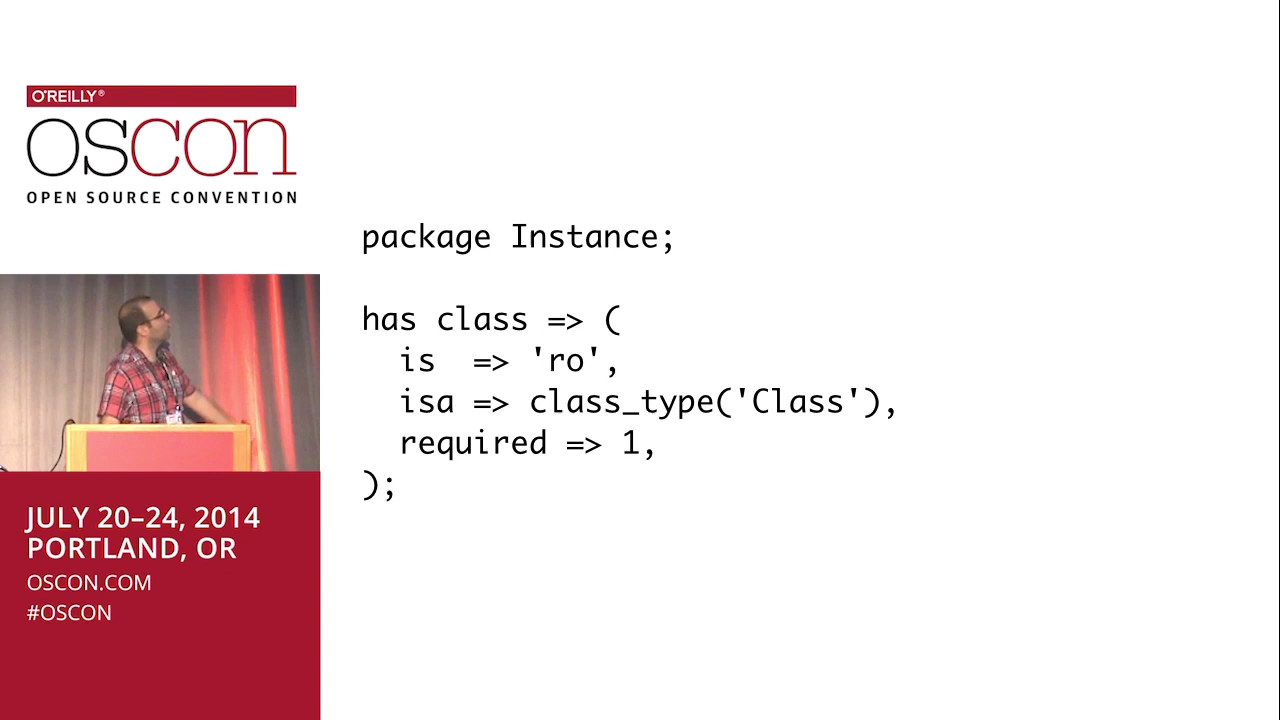 O'REILLY®
OSCON
OPEN SOURCE CONVENTION
package Instance;
has class => (
  is  => 'ro',
  isa => class_type('Class'),
  required => 1,
);
JULY 20–24, 2014
PORTLAND, OR
OSCON.COM
#OSCON